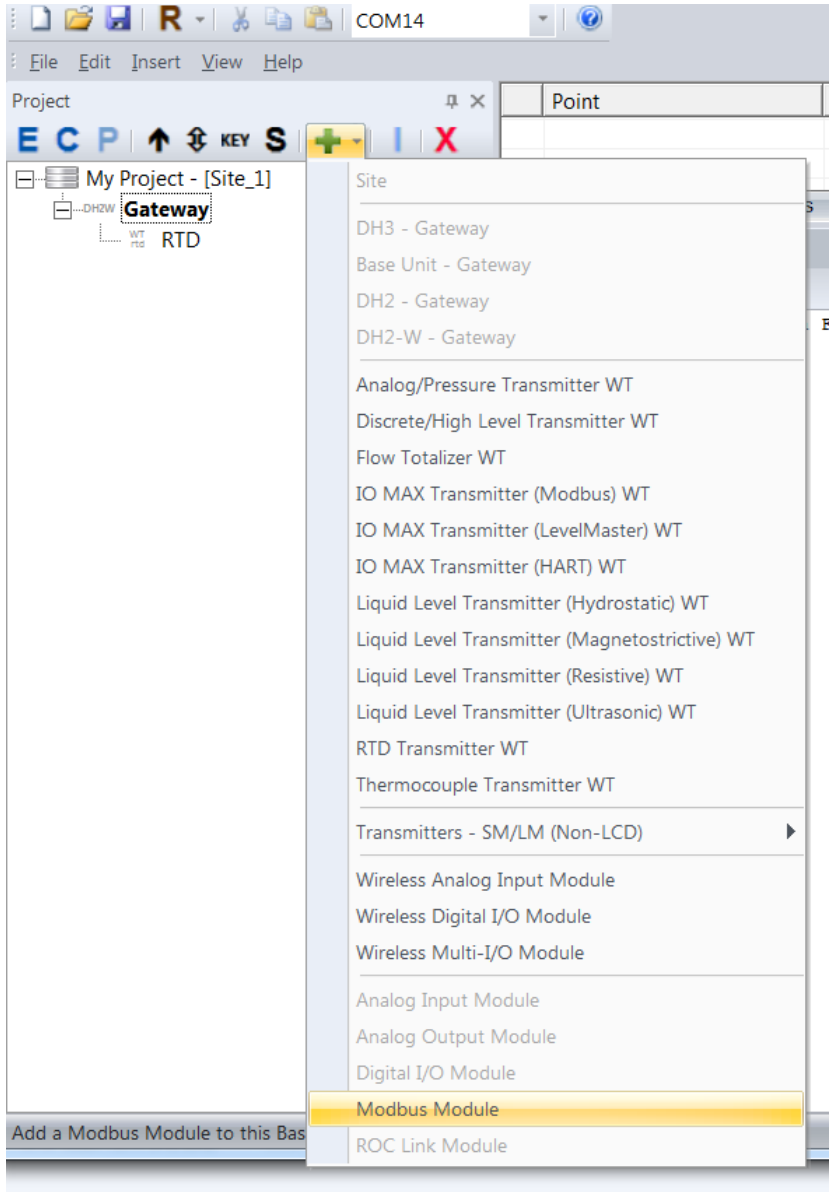 R COM14
File Edit Insert View Help
Project
Point
E C P KEY S I X
My Project - [Site_1]
DH2W Gateway
WT rtd RTD
Site
DH3 - Gateway
Base Unit - Gateway
DH2 - Gateway
DH2-W - Gateway
Analog/Pressure Transmitter WT
Discrete/High Level Transmitter WT
Flow Totalizer WT
IO MAX Transmitter (Modbus) WT
IO MAX Transmitter (LevelMaster) WT
IO MAX Transmitter (HART) WT
Liquid Level Transmitter (Hydrostatic) WT
Liquid Level Transmitter (Magnetostrictive) WT
Liquid Level Transmitter (Resistive) WT
Liquid Level Transmitter (Ultrasonic) WT
RTD Transmitter WT
Thermocouple Transmitter WT
Transmitters - SM/LM (Non-LCD)
Wireless Analog Input Module
Wireless Digital I/O Module
Wireless Multi-I/O Module
Analog Input Module
Analog Output Module
Digital I/O Module
Modbus Module
ROC Link Module
Add a Modbus Module to this Bas